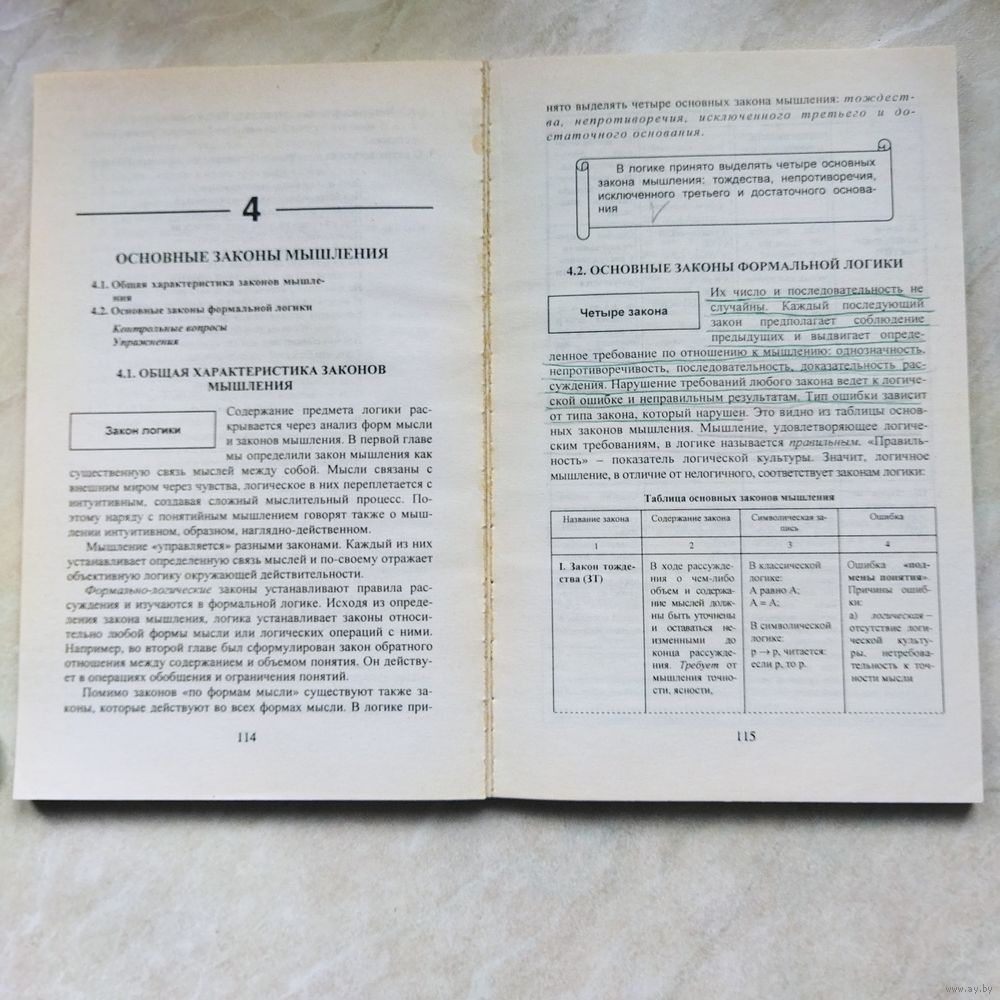 4
ОСНОВНЫЕ ЗАКОНЫ МЫШЛЕНИЯ
4.1. Общая характеристика законов мышле-
ния
4.2. Основные законы формальной логики
Контрольные вопросы
Упражнения
4.1. ОБЩАЯ ХАРАКТЕРИСТИКА ЗАКОНОВ
МЫШЛЕНИЯ
Закон логики
Содержание предмета логики рас-
крывается через анализ форм мысли
и законов мышления. В первой главе
мы определили закон мышления как
существенную связь мыслей между собой. Мысли связаны с
внешним миром через чувства, логическое в них переплетается с
интуитивным, создавая сложный мыслительный процесс. По-
этому наряду с понятийным мышлением говорят также о мыш-
лении интуитивном, образном, наглядно-действенном.
Мышление «управляется» разными законами. Каждый из них
устанавливает определенную связь мыслей и по-своему отражает
объективную логику окружающей действительности.
Формально-логические законы устанавливают правила рас-
суждения и изучаются в формальной логике. Исходя из опреде-
ления закона мышления, логика устанавливает законы относи-
тельно любой формы мысли или логических операций с ними.
Например, во второй главе был сформулирован закон обратного
отношения между содержанием и объемом понятия. Он действу-
ет в операциях обобщения и ограничения понятий.
Помимо законов «по формам мысли» существуют также за-
коны, которые действуют во всех формах мысли. В логике при-
114
нято выделять четыре основных закона мышления: тождест-
ва, непротиворечия, исключенного третьего и до-
статочного основания.
В логике принято выделять четыре основных
закона мышления: тождества, непротиворечия,
исключенного третьего и достаточного основа-
ния
4.2. ОСНОВНЫЕ ЗАКОНЫ ФОРМАЛЬНОЙ ЛОГИКИ
Четыре закона
Их число и последовательность не
случайны. Каждый последующий
закон предполагает соблюдение
предыдущих и выдвигает опреде-
ленное требование по отношению к мышлению: однозначность,
непротиворечивость, последовательность, доказательность рас-
суждения. Нарушение требований любого закона ведет к логиче-
ской ошибке и неправильным результатам. Тип ошибки зависит
от типа закона, который нарушен. Это видно из таблицы основ-
ных законов мышления. Мышление, удовлетворяющее логиче-
ским требованиям, в логике называется правильным. «Правиль-
ность» – показатель логической культуры. Значит, логичное
мышление, в отличие от нелогичного, соответствует законам логики:
Таблица основных законов мышления
Название закона
Содержание закона
Символическая за-
пись
Ошибка
1
2
3
4
I. Закон тожде-
ства (ЗТ)
В ходе рассужде-
ния о чем-либо
объем и содержа-
ние мыслей долж-
ны быть уточнены
и оставаться не-
изменными до
конца рассужде-
ния. Требует от
мышления точно-
сти, ясности,
В классической
логике:
А равно А;
А = А;
В символической
логике:
р → р, читается:
если р, то р.
Ошибка «под-
мены понятия».
Причины ошиб-
ки:
а) логическая –
отсутствие логи-
ческой культу-
ры, нетребова-
тельность к точ-
ности мысли
115
www.ay.by